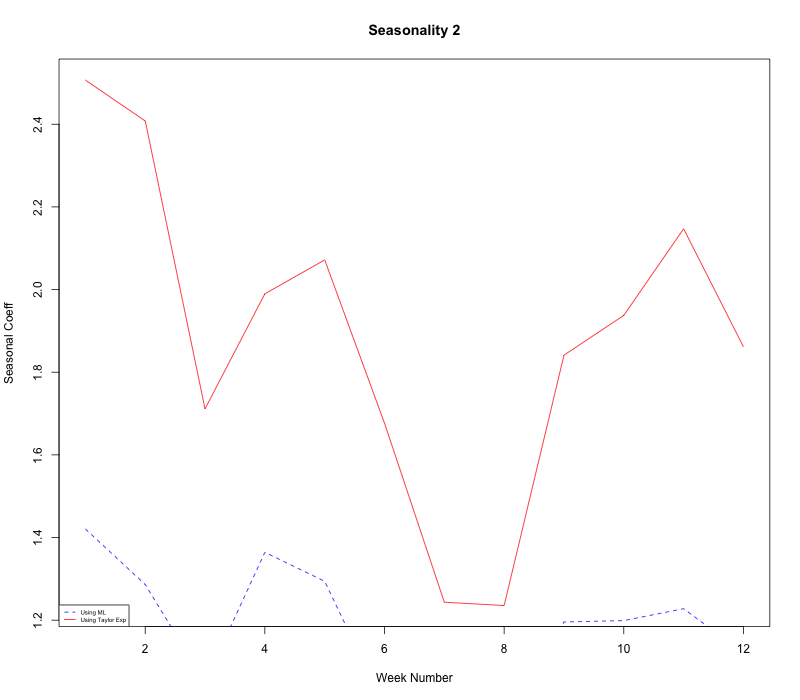 Seasonality 2
Seasonal Coeff
2.4
2.2
2.0
1.8
1.6
1.4
1.2
Using ML
Using Taylor Exp
2 4 6 8 10 12
Week Number